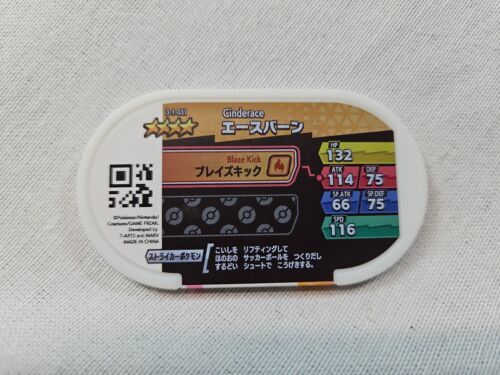 3-1-031
Cinderace
エースバーン
Blaze Kick
ブレイズキック
HP
132
ATK
114
DEF
75
SP.ATK
66
SP.DEF
75
SPD
116
©Pokémon/Nintendo/
Creatures/GAME FREAK.
Developed by
T-ARTS and MARV
MADE IN CHINA
ストライカーポケモン
こいしを リフティングして
ほのおの サッカーボールを つくりだし
するどい シュートで こうげきする。